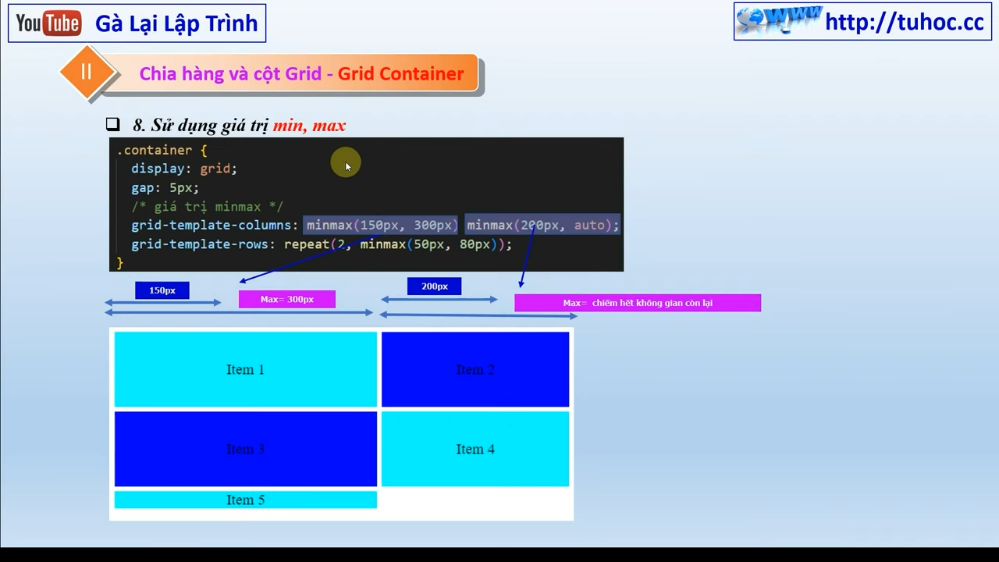 YouTube Gà Lại Lập Trình
www http://tuhoc.cc
II Chia hàng và cột Grid - Grid Container
8. Sử dụng giá trị min, max
.container {
display: grid;
gap: 5px;
/* giá trị minmax */
grid-template-columns: minmax(150px, 300px) minmax(200px, auto);
grid-template-rows: repeat(2, minmax(50px, 80px));
}
150px
Max= 300px
200px
Max= chiếm hết không gian còn lại
Item 1
Item 2
Item 3
Item 4
Item 5